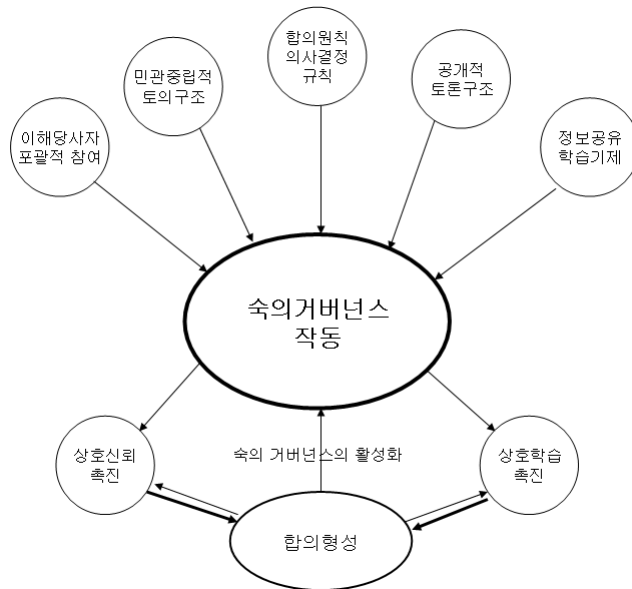 합의원칙
의사결정
규칙
민관중립적
토의구조
공개적
토론구조
이해당사자
포괄적 참여
정보공유
학습기제
숙의거버넌스
작동
상호신뢰
촉진
숙의 거버넌스의 활성화
상호학습
촉진
합의형성